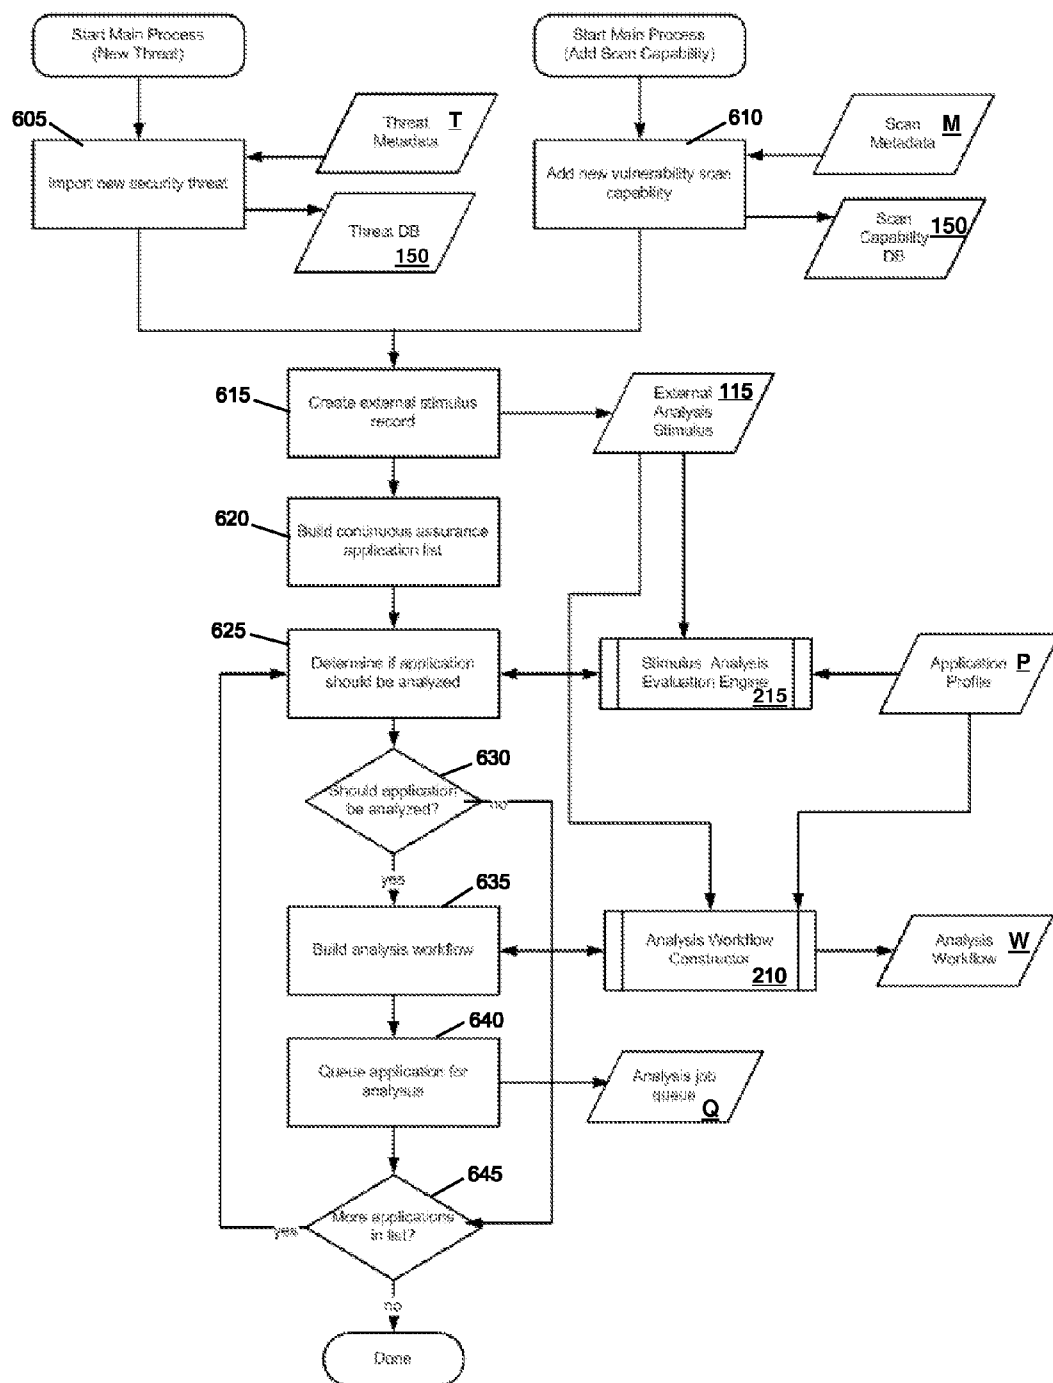 Start Main Process
(New Threat)
Start Main Process
(Add Scan Capability)
605
Threat T
Metadata
610
Scan M
Metadata
Import new security threat
Add new vulnerability scan
capability
Threat DB
150
Scan 150
Capability
DB
615
Create external stimulus
record
External 115
Analysis
Stimulus
620
Build continuous assurance
application list
625
Determine if application
should be analyzed
Stimulus Analysis
Evaluation Engine
215
Application P
Profile
630
Should application
be analyzed?
no
yes
635
Build analysis workflow
Analysis Workflow
Constructor
210
Analysis W
Workflow
640
Queue application for
analysus
Analysis job
queue
Q
645
More applications
in list?
yes
no
Done